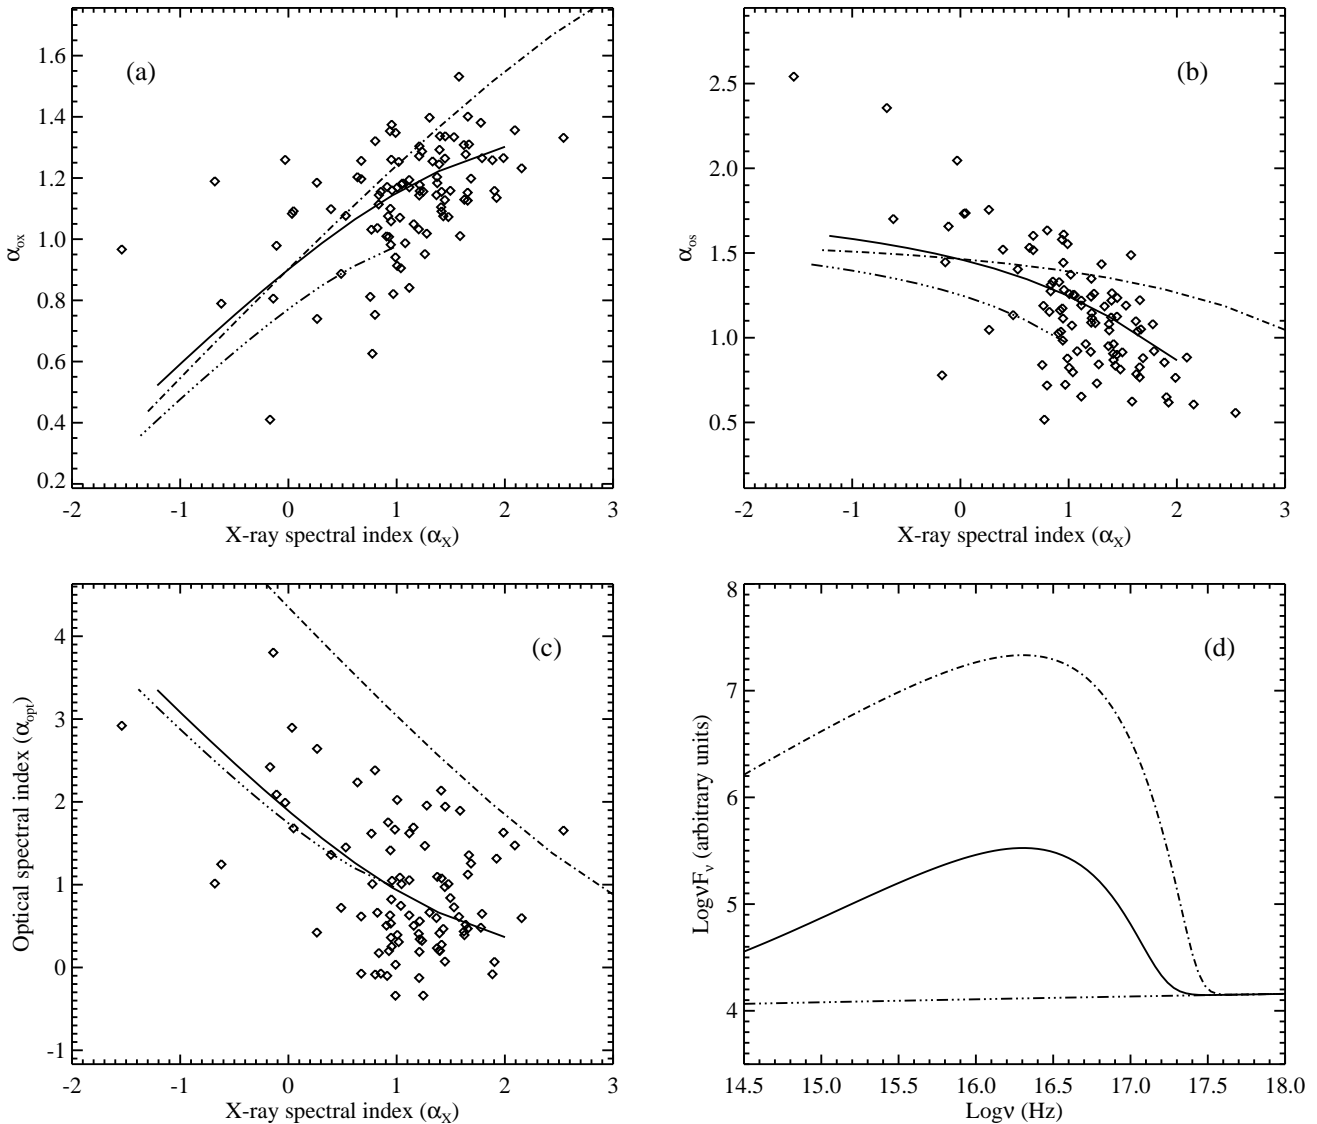 (a)
1.6
1.4
1.2
1.0
0.8
0.6
0.4
0.2
αox
-2 -1 0 1 2 3
X-ray spectral index (αX)
(b)
2.5
2.0
1.5
1.0
0.5
αos
-2 -1 0 1 2 3
X-ray spectral index (αX)
(c)
4
3
2
1
0
-1
Optical spectral index (αopt)
-2 -1 0 1 2 3
X-ray spectral index (αX)
(d)
8
7
6
5
4
LogνFν (arbitrary units)
14.5 15.0 15.5 16.0 16.5 17.0 17.5 18.0
Logν (Hz)